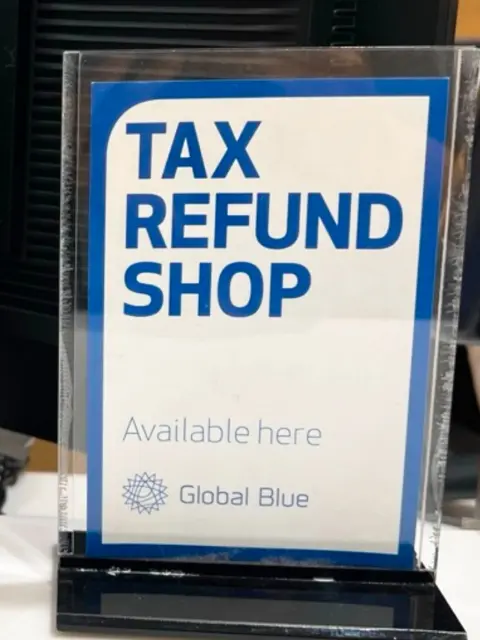 TAX
REFUND
SHOP
Available here
Global Blue